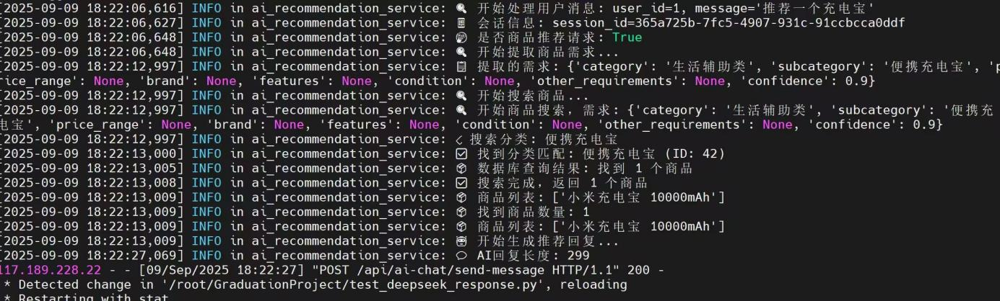 [2025-09-09 18:22:06,616] INFO in ai_recommendation_service: 🔍 开始处理用户消息: user_id=1, message='推荐一个充电宝'
[2025-09-09 18:22:06,627] INFO in ai_recommendation_service: 会话信息: session_id=365a725b-7fc5-4907-931c-91ccbcca0ddf
[2025-09-09 18:22:06,648] INFO in ai_recommendation_service: 是否商品推荐请求: True
[2025-09-09 18:22:06,648] INFO in ai_recommendation_service: 🔍 开始提取商品需求...
[2025-09-09 18:22:12,997] INFO in ai_recommendation_service: 📋 提取的需求: {'category': '生活辅助类', 'subcategory': '便携充电宝', 'p
rice_range': None, 'brand': None, 'features': None, 'condition': None, 'other_requirements': None, 'confidence': 0.9}
[2025-09-09 18:22:12,997] INFO in ai_recommendation_service: 🔍 开始搜索商品...
[2025-09-09 18:22:12,997] INFO in ai_recommendation_service: 🔍 开始商品搜索，需求: {'category': '生活辅助类', 'subcategory': '便携充
电宝', 'price_range': None, 'brand': None, 'features': None, 'condition': None, 'other_requirements': None, 'confidence': 0.9}
[2025-09-09 18:22:12,997] INFO in ai_recommendation_service: 搜索分类: 便携充电宝
[2025-09-09 18:22:13,000] INFO in ai_recommendation_service: ✅ 找到分类匹配: 便携充电宝 (ID: 42)
[2025-09-09 18:22:13,005] INFO in ai_recommendation_service: 📦 数据库查询结果: 找到 1 个商品
[2025-09-09 18:22:13,008] INFO in ai_recommendation_service: ✅ 搜索完成，返回 1 个商品
[2025-09-09 18:22:13,009] INFO in ai_recommendation_service: 📦 商品列表: ['小米充电宝 10000mAh']
[2025-09-09 18:22:13,009] INFO in ai_recommendation_service: 📦 找到商品数量: 1
[2025-09-09 18:22:13,009] INFO in ai_recommendation_service: 📦 商品列表: ['小米充电宝 10000mAh']
[2025-09-09 18:22:13,009] INFO in ai_recommendation_service: 🤖 开始生成推荐回复...
[2025-09-09 18:22:27,069] INFO in ai_recommendation_service: 💬 AI回复长度: 299
117.189.228.22 - - [09/Sep/2025 18:22:27] "POST /api/ai-chat/send-message HTTP/1.1" 200 -
* Detected change in '/root/GraduationProject/test_deepseek_response.py', reloading
* Restarting with stat